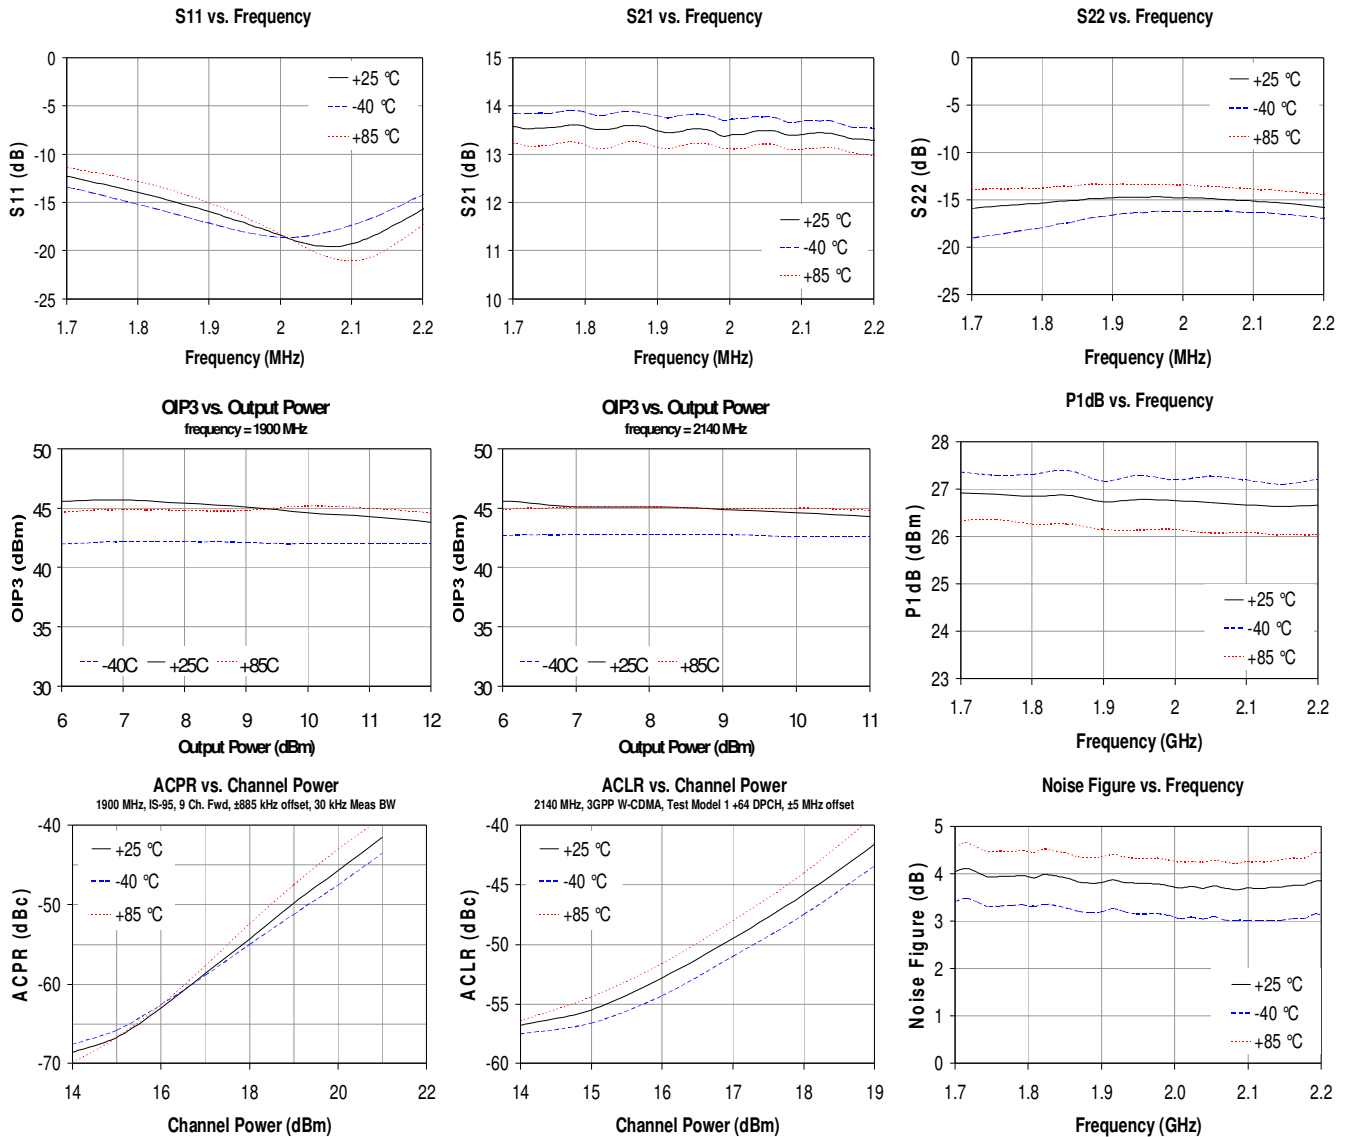 S11 vs. Frequency
0
-5
-10
-15
-20
-25
S11 (dB)
+25 °C
-40 °C
+85 °C
1.7 1.8 1.9 2 2.1 2.2
Frequency (MHz)
S21 vs. Frequency
15
14
13
12
11
10
S21 (dB)
+25 °C
-40 °C
+85 °C
1.7 1.8 1.9 2 2.1 2.2
Frequency (MHz)
S22 vs. Frequency
0
-5
-10
-15
-20
-25
S22 (dB)
+25 °C
-40 °C
+85 °C
1.7 1.8 1.9 2 2.1 2.2
Frequency (MHz)
OIP3 vs. Output Power
frequency = 1900 MHz
50
45
40
35
30
OIP3 (dBm)
-40C +25C +85C
6 7 8 9 10 11 12
Output Power (dBm)
OIP3 vs. Output Power
frequency = 2140 MHz
50
45
40
35
30
OIP3 (dBm)
-40C +25C +85C
6 7 8 9 10 11
Output Power (dBm)
P1dB vs. Frequency
28
27
26
25
24
23
P1dB (dBm)
+25 °C
-40 °C
+85 °C
1.7 1.8 1.9 2 2.1 2.2
Frequency (GHz)
ACPR vs. Channel Power
1900 MHz, IS-95, 9 Ch. Fwd, ±885 kHz offset, 30 kHz Meas BW
-40
-50
-60
-70
ACPR (dBc)
+25 °C
-40 °C
+85 °C
14 16 18 20 22
Channel Power (dBm)
ACLR vs. Channel Power
2140 MHz, 3GPP W-CDMA, Test Model 1 +64 DPCH, ±5 MHz offset
-40
-45
-50
-55
-60
ACLR (dBc)
+25 °C
-40 °C
+85 °C
14 15 16 17 18 19
Channel Power (dBm)
Noise Figure vs. Frequency
5
4
3
2
1
0
Noise Figure (dB)
+25 °C
-40 °C
+85 °C
1.7 1.8 1.9 2.0 2.1 2.2
Frequency (GHz)